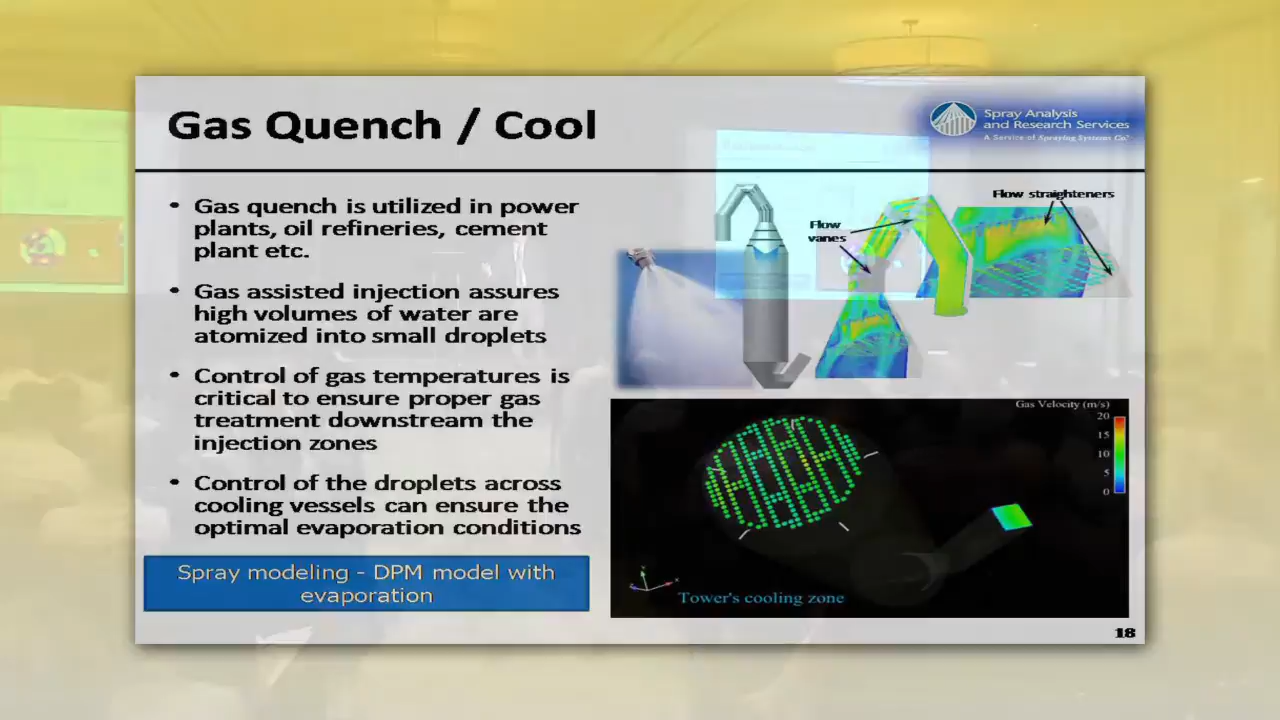 Gas Quench / Cool
Spray Analysis
and Research Services
A Service of Spraying Systems Co.
• Gas quench is utilized in power
plants, oil refineries, cement
plant etc.
• Gas assisted injection assures
high volumes of water are
atomized into small droplets
• Control of gas temperatures is
critical to ensure proper gas
treatment downstream the
injection zones
• Control of the droplets across
cooling vessels can ensure the
optimal evaporation conditions
Spray modeling - DPM model with
evaporation
Flow straighteners
Flow
vanes
Gas Velocity (m/s)
20
15
10
5
0
Tower's cooling zone
18